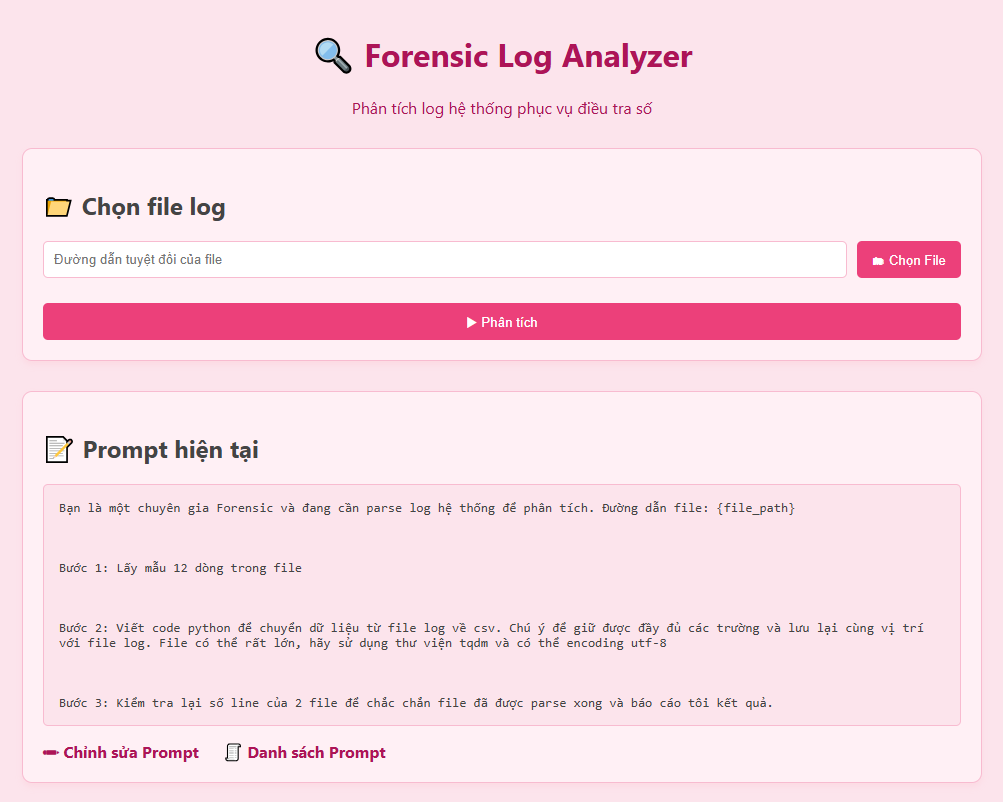 Forensic Log Analyzer
Phân tích log hệ thống phục vụ điều tra số
Chọn file log
Đường dẫn tuyệt đối của file
Chọn File
Phân tích
Prompt hiện tại
Bạn là một chuyên gia Forensic và đang cần parse log hệ thống để phân tích. Đường dẫn file: {file_path}
Bước 1: Lấy mẫu 12 dòng trong file
Bước 2: Viết code python để chuyển dữ liệu từ file log về csv. Chú ý để giữ được đầy đủ các trường và lưu lại cùng vị trí
với file log. File có thể rất lớn, hãy sử dụng thư viện tqdm và có thể encoding utf-8
Bước 3: Kiểm tra lại số line của 2 file để chắc chắn file đã được parse xong và báo cáo tôi kết quả.
Chỉnh sửa Prompt
Danh sách Prompt